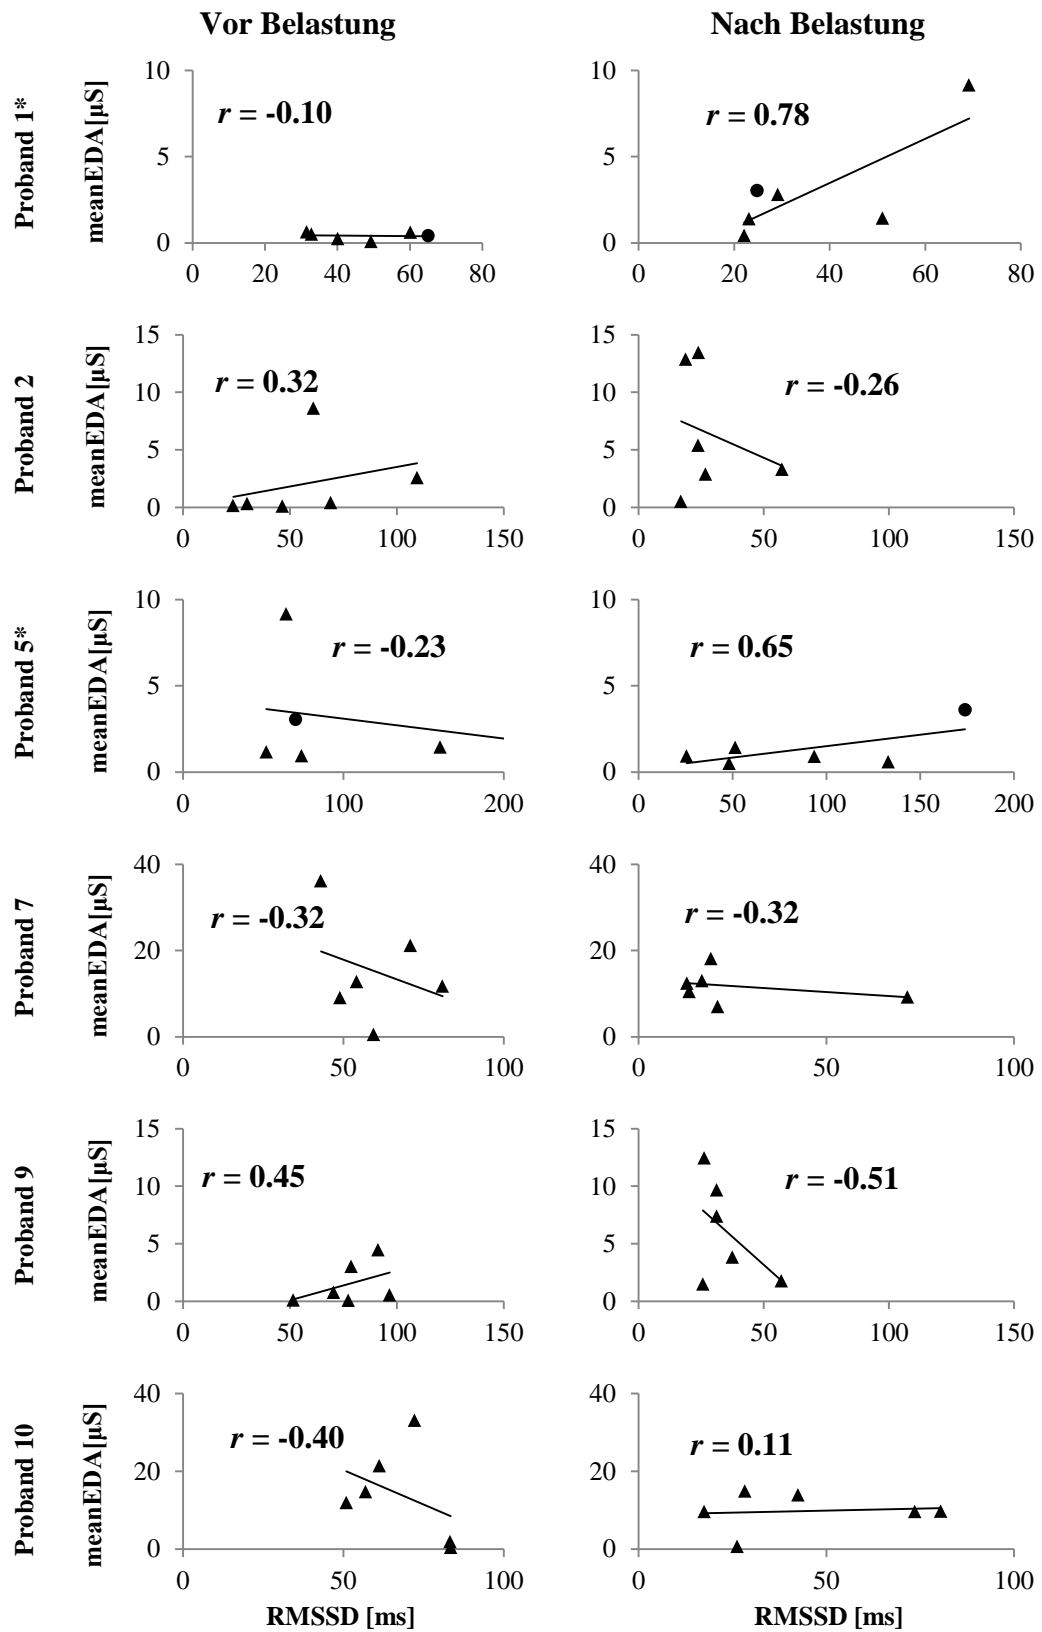 Vor Belastung
Nach Belastung
Proband 1*
meanEDA[µS]
10
5
0
r = -0.10
0 20 40 60 80
10
5
0
r = 0.78
0 20 40 60 80
Proband 2
meanEDA[µS]
15
10
5
0
r = 0.32
0 50 100 150
15
10
5
0
r = -0.26
0 50 100 150
Proband 5*
meanEDA[µS]
10
5
0
r = -0.23
0 100 200
10
5
0
r = 0.65
0 50 100 150 200
Proband 7
meanEDA[µS]
40
20
0
r = -0.32
0 50 100
40
20
0
r = -0.32
0 50 100
Proband 9
meanEDA[µS]
15
10
5
0
r = 0.45
0 50 100 150
15
10
5
0
r = -0.51
0 50 100 150
Proband 10
meanEDA[µS]
40
20
0
r = -0.40
0 50 100
RMSSD [ms]
40
20
0
r = 0.11
0 50 100
RMSSD [ms]